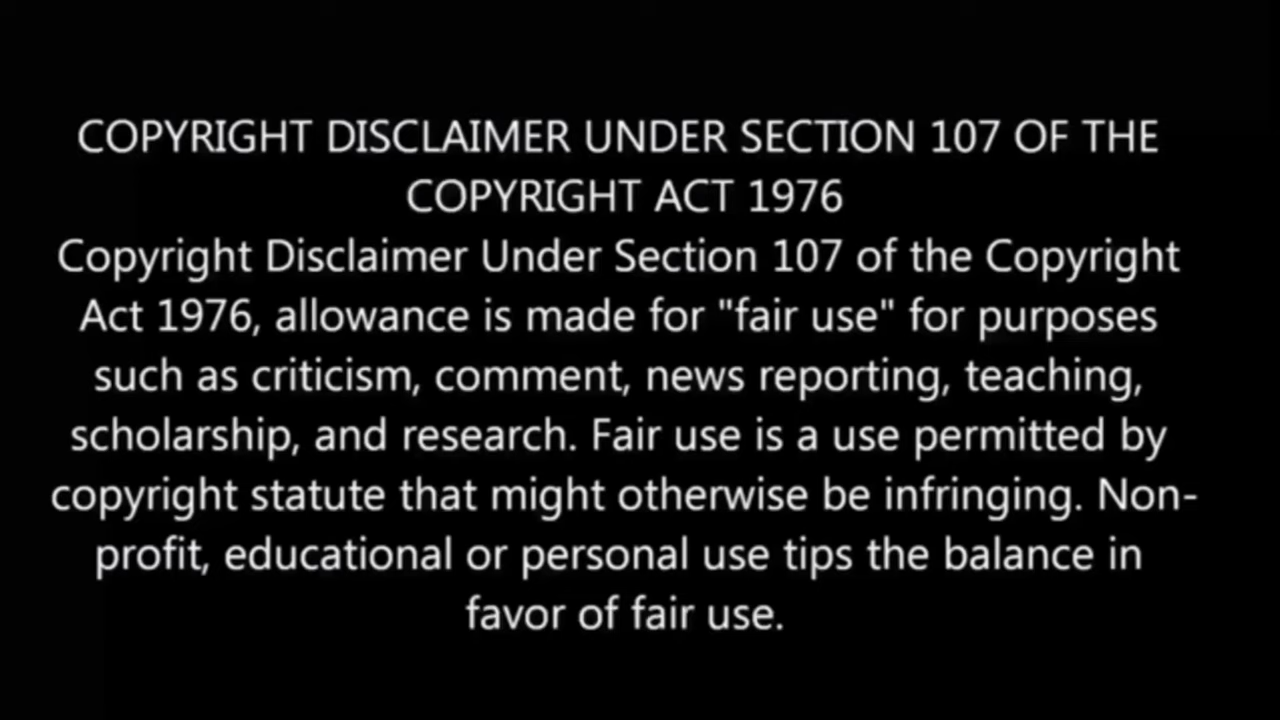 COPYRIGHT DISCLAIMER UNDER SECTION 107 OF THE
COPYRIGHT ACT 1976
Copyright Disclaimer Under Section 107 of the Copyright
Act 1976, allowance is made for "fair use" for purposes
such as criticism, comment, news reporting, teaching,
scholarship, and research. Fair use is a use permitted by
copyright statute that might otherwise be infringing. Non-
profit, educational or personal use tips the balance in
favor of fair use.